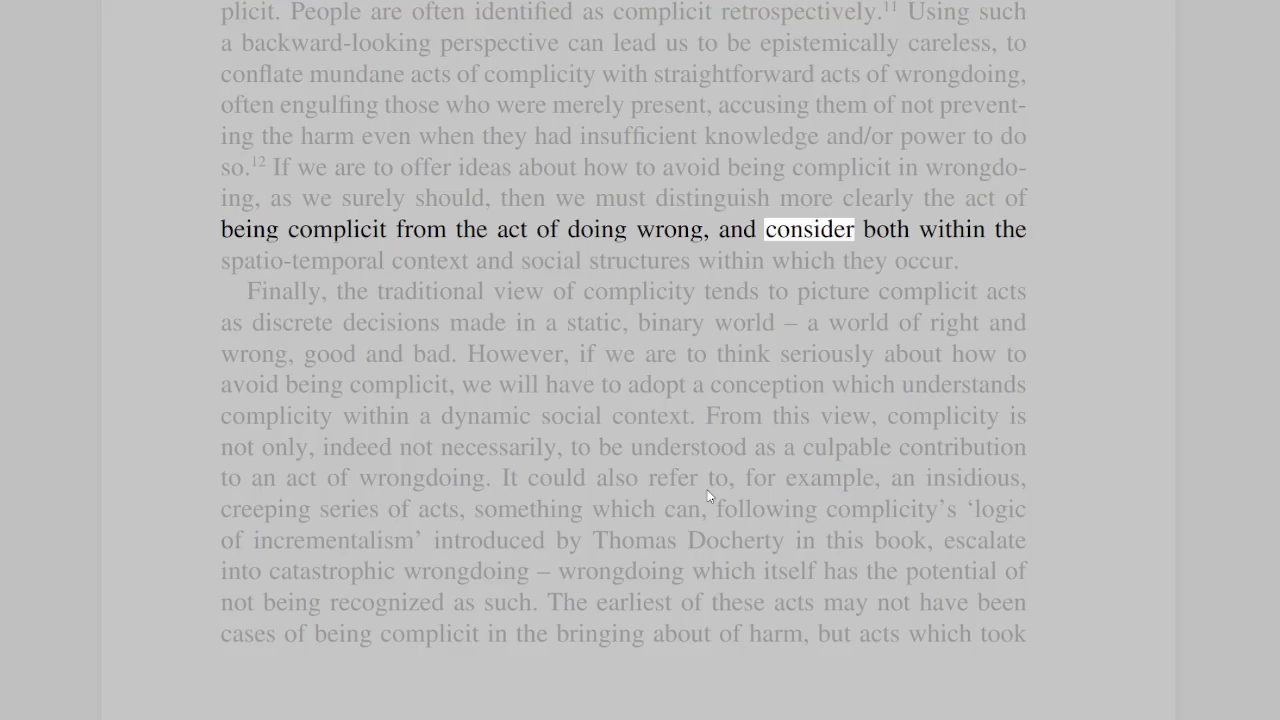 plicit. People are often identified as complicit retrospectively.¹¹ Using such
a backward-looking perspective can lead us to be epistemically careless, to
conflate mundane acts of complicity with straightforward acts of wrongdoing,
often engulfing those who were merely present, accusing them of not prevent-
ing the harm even when they had insufficient knowledge and/or power to do
so.¹² If we are to offer ideas about how to avoid being complicit in wrongdo-
ing, as we surely should, then we must distinguish more clearly the act of
being complicit from the act of doing wrong, and consider both within the
spatio-temporal context and social structures within which they occur.
Finally, the traditional view of complicity tends to picture complicit acts
as discrete decisions made in a static, binary world – a world of right and
wrong, good and bad. However, if we are to think seriously about how to
avoid being complicit, we will have to adopt a conception which understands
complicity within a dynamic social context. From this view, complicity is
not only, indeed not necessarily, to be understood as a culpable contribution
to an act of wrongdoing. It could also refer to, for example, an insidious,
creeping series of acts, something which can, following complicity’s ‘logic
of incrementalism’ introduced by Thomas Docherty in this book, escalate
into catastrophic wrongdoing – wrongdoing which itself has the potential of
not being recognized as such. The earliest of these acts may not have been
cases of being complicit in the bringing about of harm, but acts which took